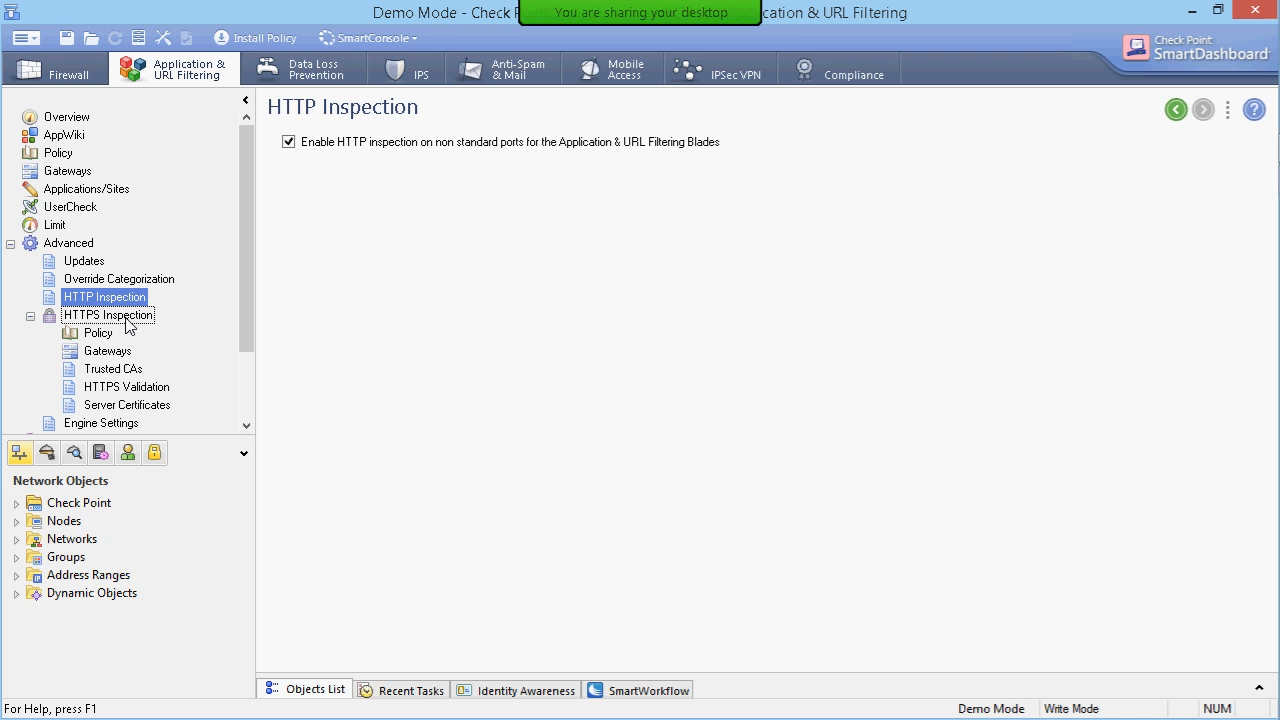 Demo Mode - Check P
You are sharing your desktop
cation & URL Filtering
Install Policy
SmartConsole
Check Point
SmartDashboard
Firewall
Application & URL Filtering
Data Loss Prevention
IPS
Anti-Spam & Mail
Mobile Access
IPSec VPN
Compliance
Overview
AppWiki
Policy
Gateways
Applications/Sites
UserCheck
Limit
Advanced
Updates
Override Categorization
HTTP Inspection
HTTPS Inspection
Policy
Gateways
Trusted CAs
HTTPS Validation
Server Certificates
Engine Settings
HTTP Inspection
Enable HTTP inspection on non standard ports for the Application & URL Filtering Blades
Network Objects
Check Point
Nodes
Networks
Groups
Address Ranges
Dynamic Objects
Objects List
Recent Tasks
Identity Awareness
SmartWorkflow
For Help, press F1
Demo Mode
Write Mode
NUM